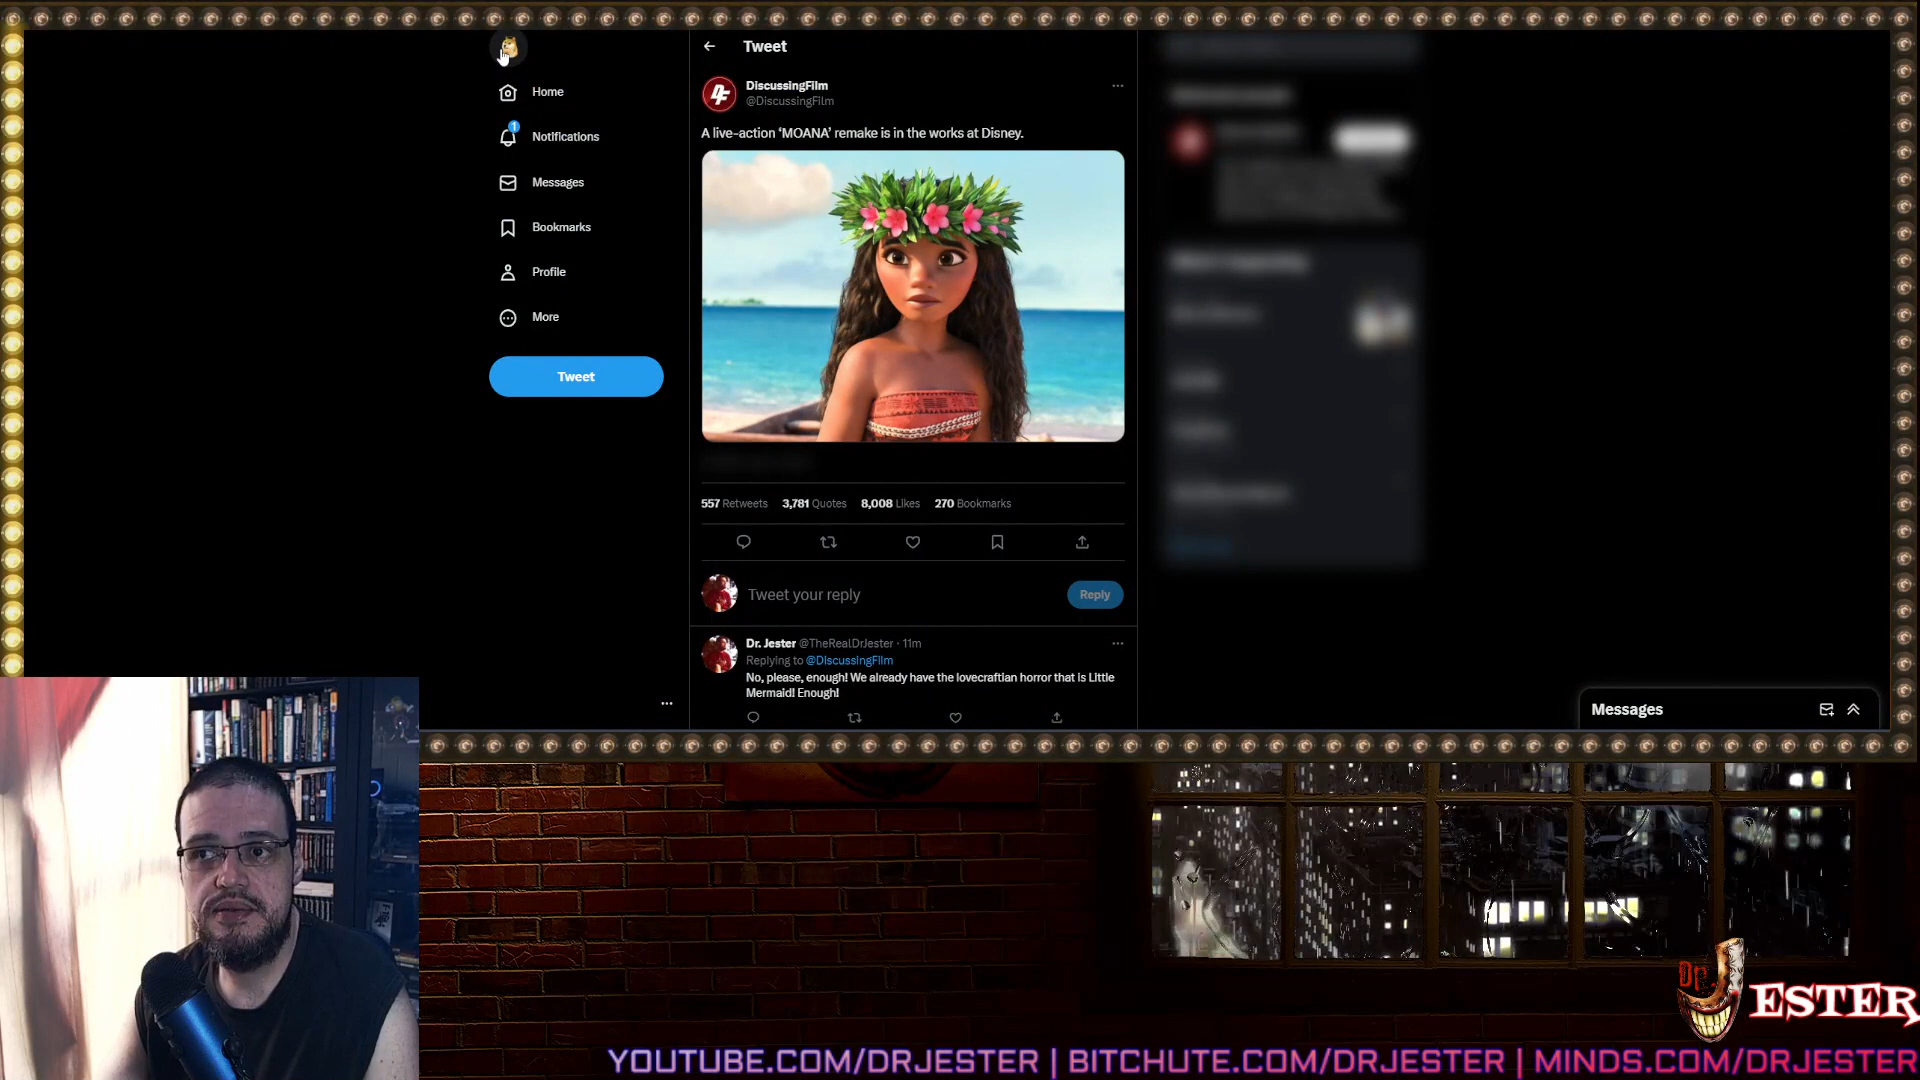 Home
Notifications
1
Messages
Bookmarks
Profile
More
Tweet
Tweet
DiscussingFilm
@DiscussingFilm
A live-action ‘MOANA’ remake is in the works at Disney.
557 Retweets 3,781 Quotes 8,008 Likes 270 Bookmarks
Tweet your reply
Reply
Dr. Jester @TheRealDrJester · 11m
Replying to @DiscussingFilm
No, please, enough! We already have the lovecraftian horror that is Little
Mermaid! Enough!
Messages
Dr. JESTER
YOUTUBE.COM/DRJESTER | BITCHUTE.COM/DRJESTER | MINDS.COM/DRJESTER